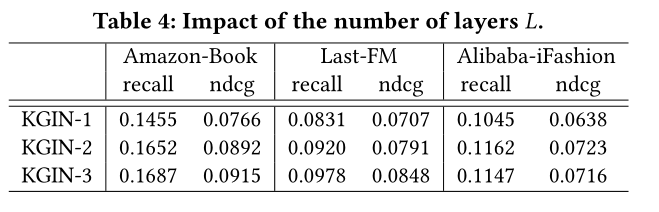 Table 4: Impact of the number of layers L.
Amazon-Book Last-FM Alibaba-iFashion
recall ndcg recall ndcg recall ndcg
KGIN-1 0.1455 0.0766 0.0831 0.0707 0.1045 0.0638
KGIN-2 0.1652 0.0892 0.0920 0.0791 0.1162 0.0723
KGIN-3 0.1687 0.0915 0.0978 0.0848 0.1147 0.0716